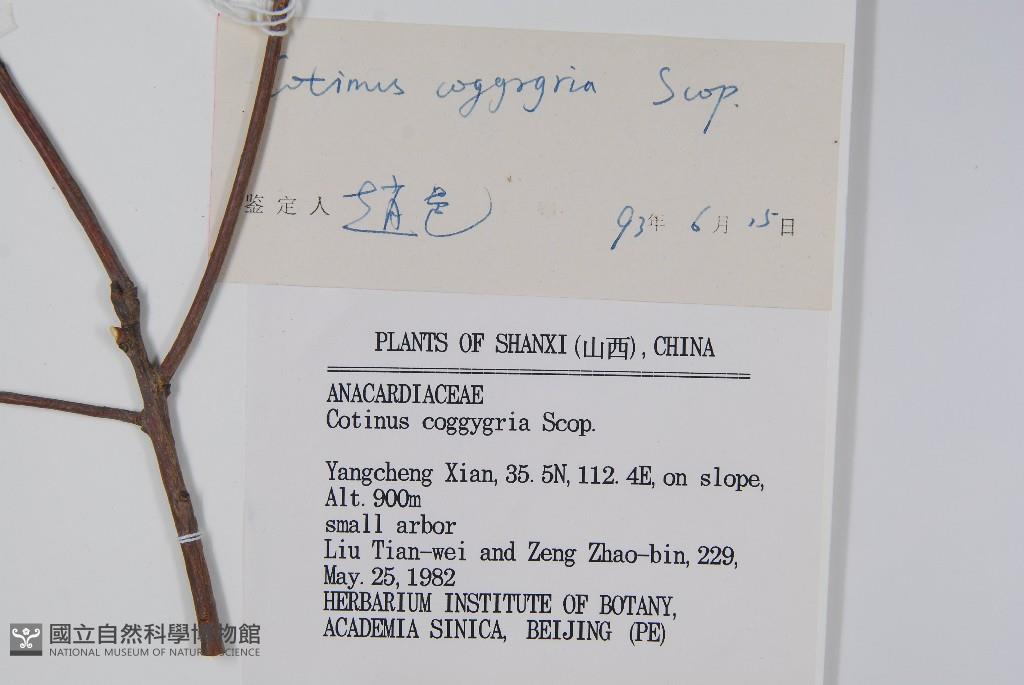 Cotinus coggygria Scop.
鉴定人
93年 6月 15日
PLANTS OF SHANXI (山西), CHINA
ANACARDIACEAE
Cotinus coggygria Scop.
Yangcheng Xian, 35. 5N, 112. 4E, on slope,
Alt. 900m
small arbor
Liu Tian-wei and Zeng Zhao-bin, 229,
May. 25, 1982
HERBARIUM INSTITUTE OF BOTANY,
ACADEMIA SINICA, BEIJING (PE)
國立自然科學博物館
NATIONAL MUSEUM OF NATURAL SCIENCE